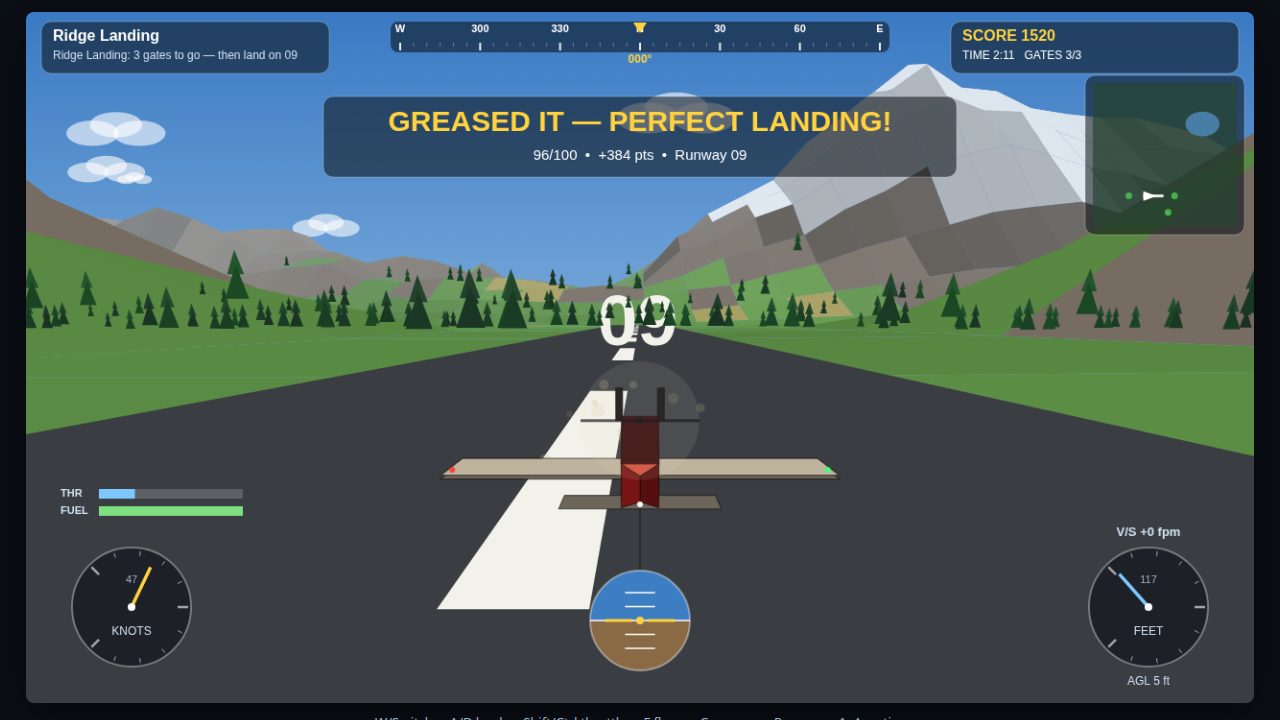 Ridge Landing
Ridge Landing: 3 gates to go — then land on 09
W 300 330 30 60 E
000°
SCORE 1520
TIME 2:11 GATES 3/3
GREASED IT — PERFECT LANDING!
96/100 • +384 pts • Runway 09
09
THR
FUEL
47
KNOTS
V/S +0 fpm
117
FEET
AGL 5 ft